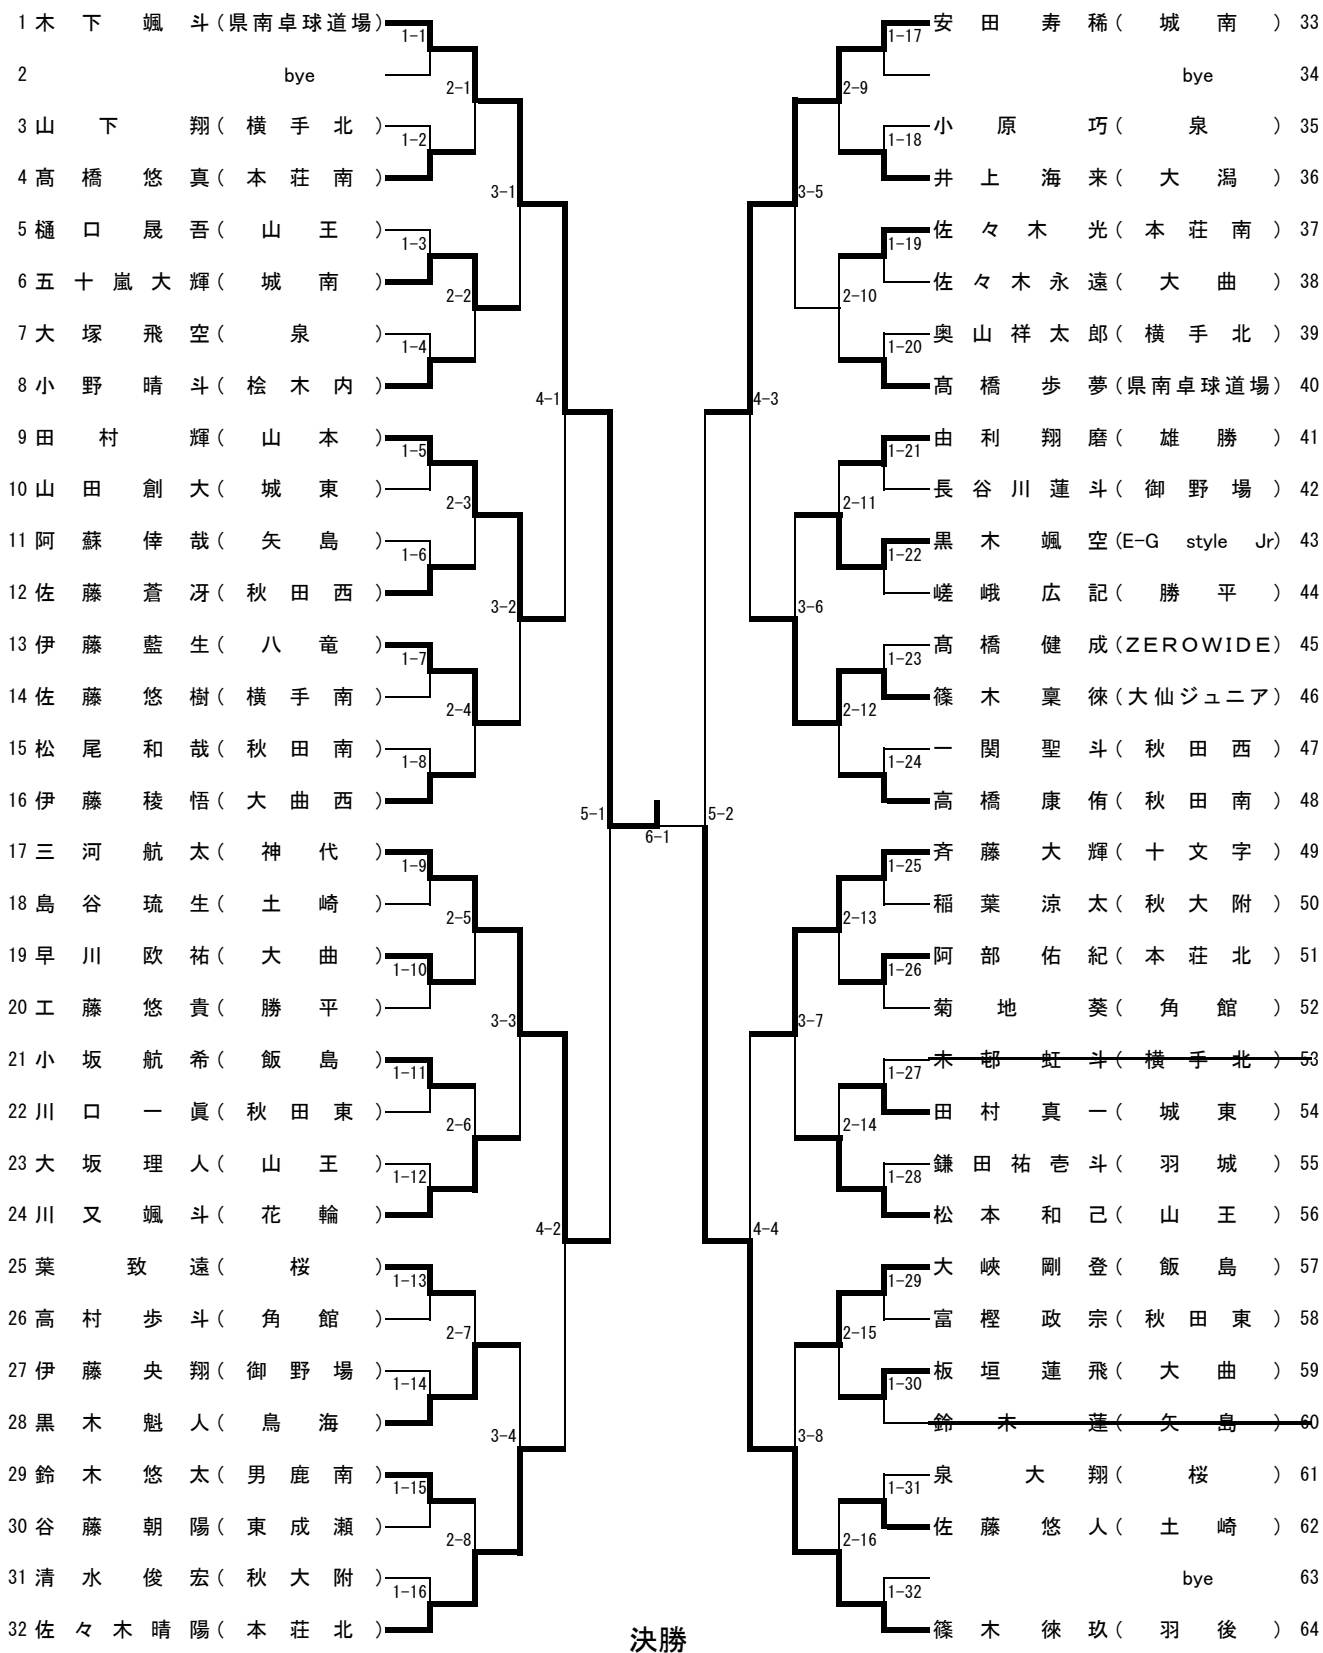 1 木下颯斗(県南卓球道場)
2 bye
3 山下翔(横手北)
4 髙橋悠真(本荘南)
5 樋口晟吾(山王)
6 五十嵐大輝(城南)
7 大塚飛空(泉)
8 小野晴斗(桧木内)
9 田村輝(山本)
10 山田創大(城東)
11 阿蘇倖哉(矢島)
12 佐藤蒼冴(秋田西)
13 伊藤藍生(八竜)
14 佐藤悠樹(横手南)
15 松尾和哉(秋田南)
16 伊藤稜悟(大曲西)
17 三河航太(神代)
18 島谷琉生(土崎)
19 早川欧祐(大曲)
20 工藤悠貴(勝平)
21 小坂航希(飯島)
22 川口一眞(秋田東)
23 大坂理人(山王)
24 川又颯斗(花輪)
25 葉致遠(桜)
26 高村歩斗(角館)
27 伊藤央翔(御野場)
28 黒木魁人(鳥海)
29 鈴木悠太(男鹿南)
30 谷藤朝陽(東成瀬)
31 清水俊宏(秋大附)
32 佐々木晴陽(本荘北)
1-1
1-2
1-3
1-4
1-5
1-6
1-7
1-8
1-9
1-10
1-11
1-12
1-13
1-14
1-15
1-16
2-1
2-2
2-3
2-4
2-5
2-6
2-7
2-8
3-1
3-2
3-3
3-4
4-1
4-2
5-1
6-1
5-2
4-3
4-4
3-5
3-6
3-7
3-8
2-9
2-10
2-11
2-12
2-13
2-14
2-15
2-16
1-17
1-18
1-19
1-20
1-21
1-22
1-23
1-24
1-25
1-26
1-27
1-28
1-29
1-30
1-31
1-32
安田寿稀(城南) 33
bye 34
小原巧(泉) 35
井上海来(大潟) 36
佐々木光(本荘南) 37
佐々木永遠(大曲) 38
奥山祥太郎(横手北) 39
髙橋歩夢(県南卓球道場) 40
由利翔磨(雄勝) 41
長谷川蓮斗(御野場) 42
黒木颯空(E-G style Jr) 43
嵯峨広記(勝平) 44
髙橋健成(ZEROWIDE) 45
篠木稟徠(大仙ジュニア) 46
一関聖斗(秋田西) 47
高橋康侑(秋田南) 48
斉藤大輝(十文字) 49
稲葉涼太(秋大附) 50
阿部佑紀(本荘北) 51
菊地葵(角館) 52
木邨虹斗(横手北) 53
田村真一(城東) 54
鎌田祐壱斗(羽城) 55
松本和己(山王) 56
大峽剛登(飯島) 57
富樫政宗(秋田東) 58
板垣蓮飛(大曲) 59
鈴木蓮(矢島) 60
泉大翔(桜) 61
佐藤悠人(土崎) 62
bye 63
篠木徠玖(羽後) 64
決勝